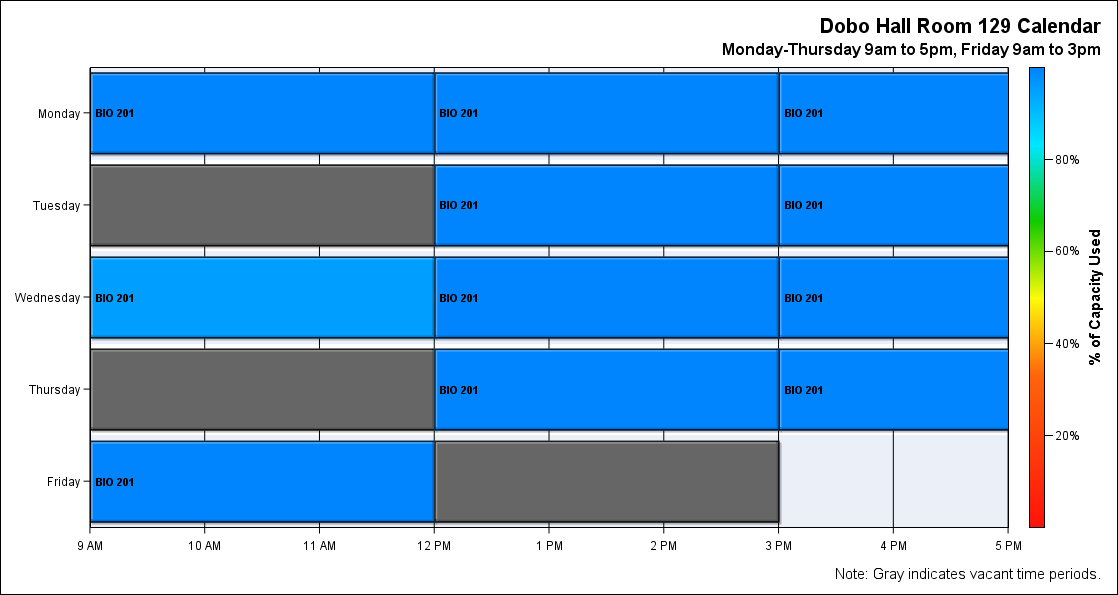 Dobo Hall Room 129 Calendar
Monday-Thursday 9am to 5pm, Friday 9am to 3pm
Monday
BIO 201
BIO 201
BIO 201
Tuesday
BIO 201
BIO 201
Wednesday
BIO 201
BIO 201
BIO 201
Thursday
BIO 201
BIO 201
Friday
BIO 201
9 AM
10 AM
11 AM
12 PM
1 PM
2 PM
3 PM
4 PM
5 PM
80%
60%
40%
20%
% of Capacity Used
Note: Gray indicates vacant time periods.